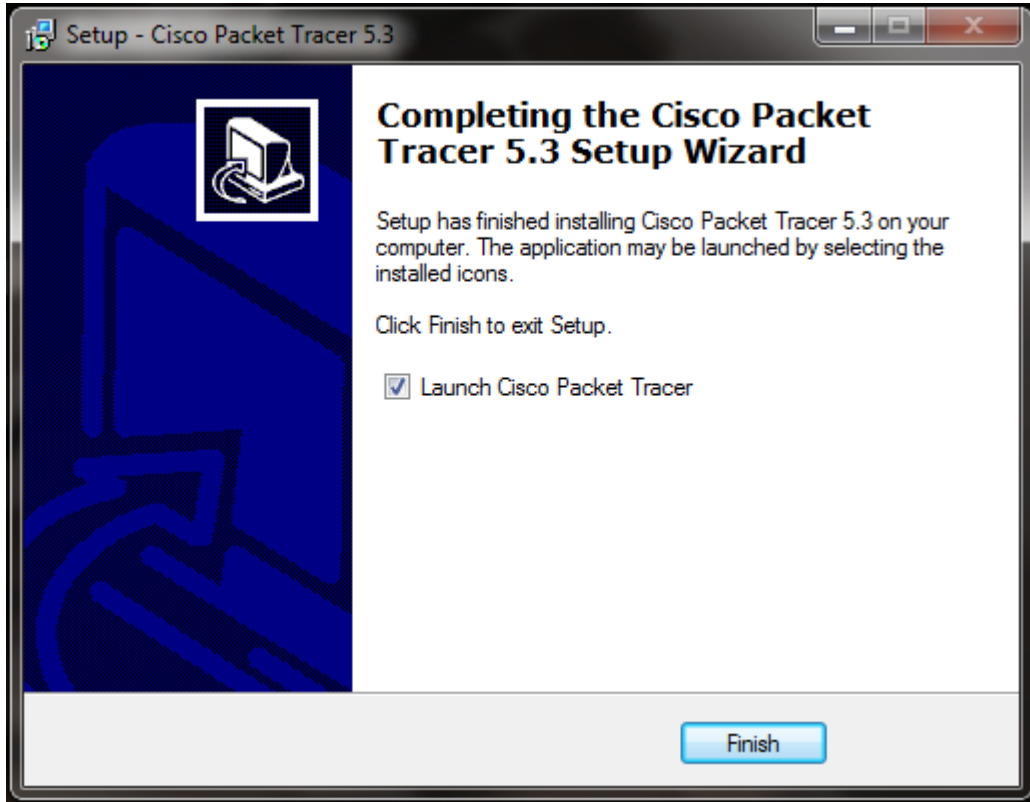 Setup - Cisco Packet Tracer 5.3
Completing the Cisco Packet
Tracer 5.3 Setup Wizard
Setup has finished installing Cisco Packet Tracer 5.3 on your
computer. The application may be launched by selecting the
installed icons.
Click Finish to exit Setup.
Launch Cisco Packet Tracer
Finish